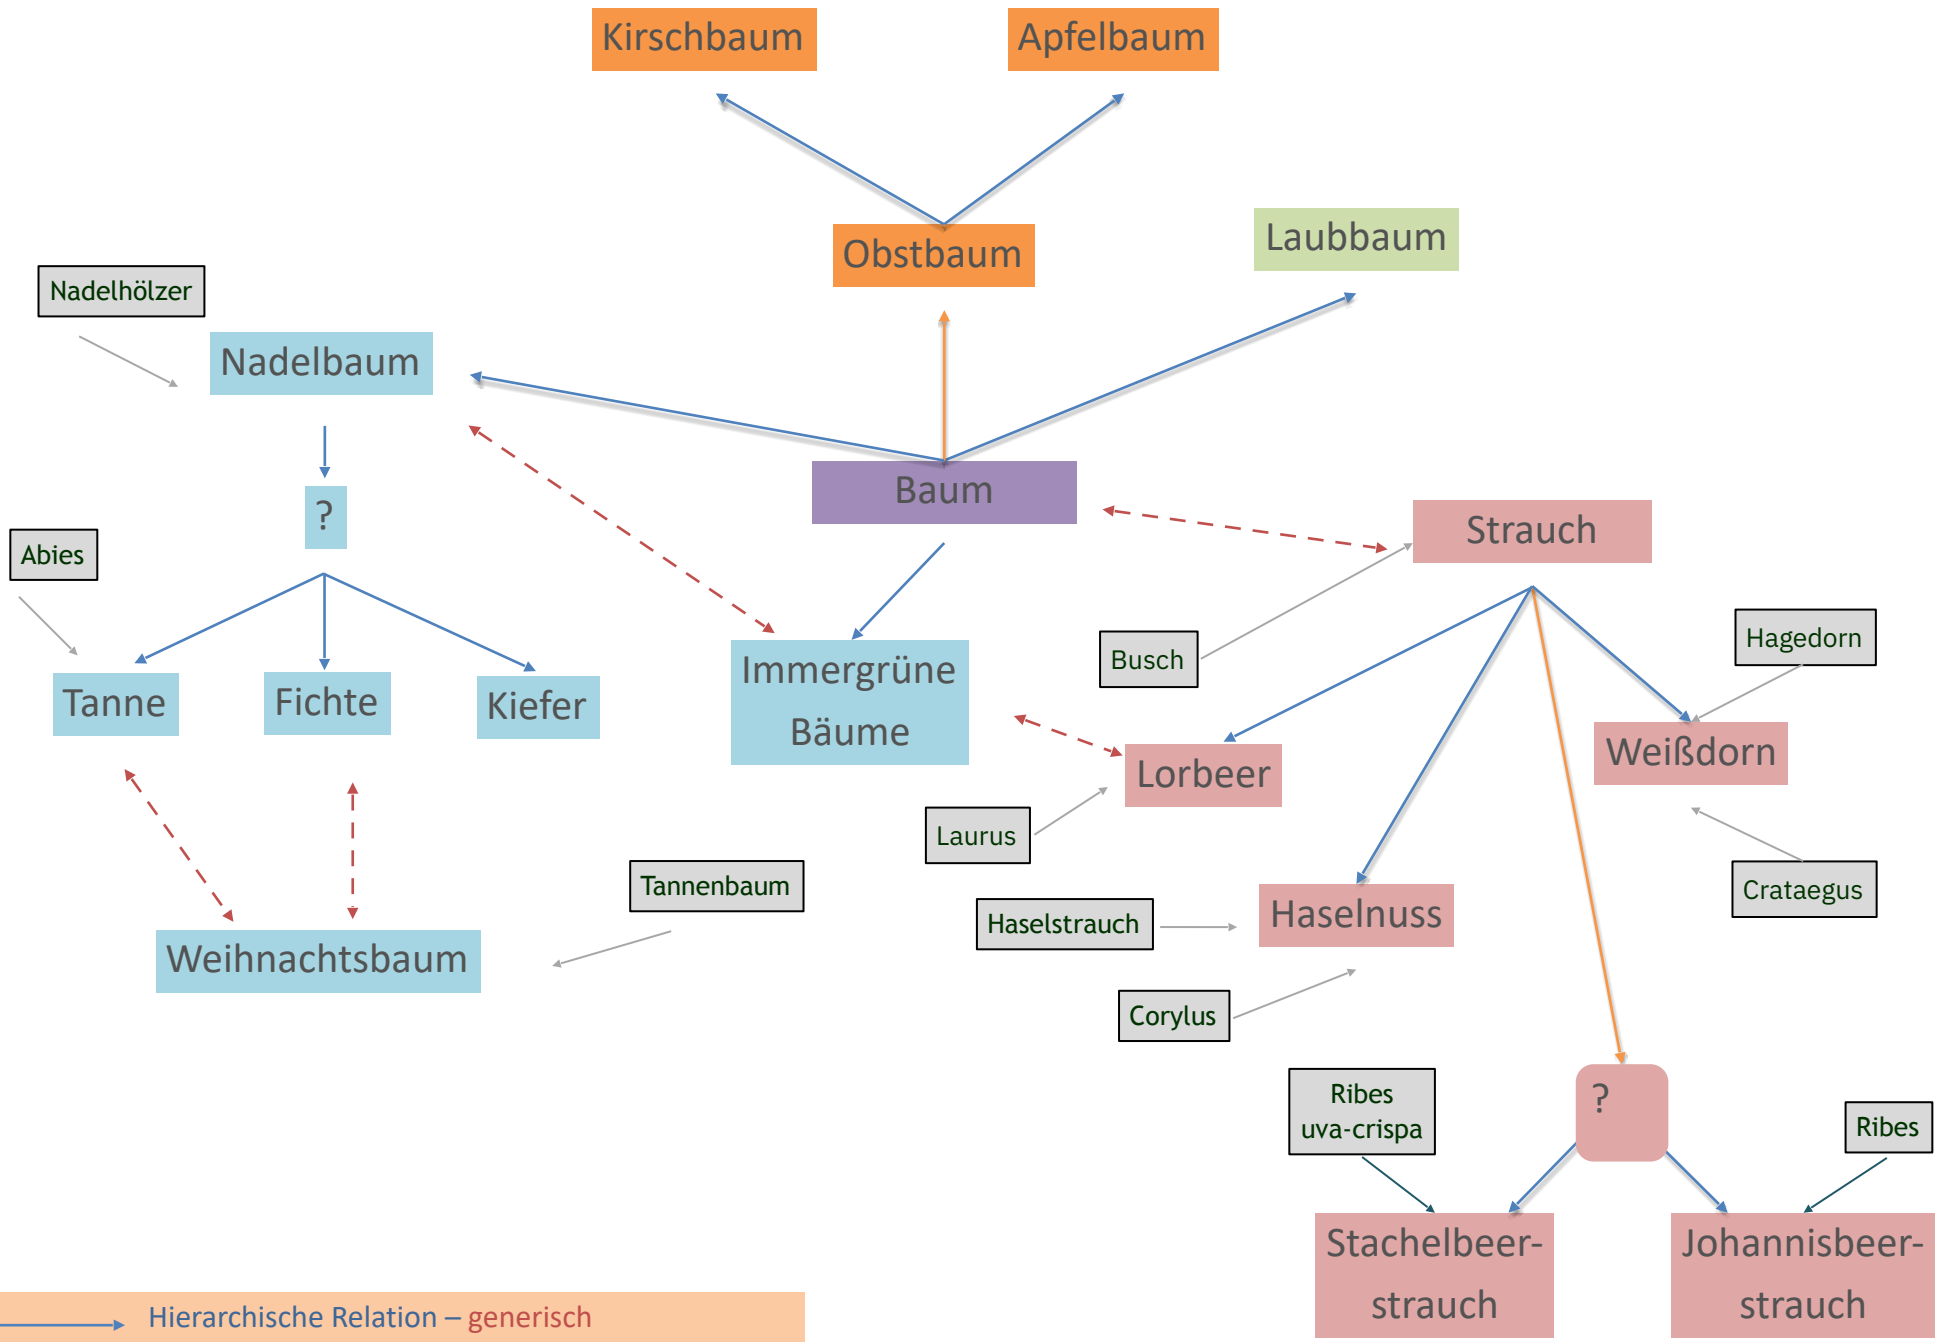 Kirschbaum
Apfelbaum
Obstbaum
Laubbaum
Nadelhölzer
Nadelbaum
Baum
?
Strauch
Abies
Busch
Hagedorn
Tanne
Fichte
Kiefer
Immergrüne
Bäume
Lorbeer
Weißdorn
Laurus
Tannenbaum
Haselstrauch
Haselnuss
Crataegus
Weihnachtsbaum
Corylus
Ribes
uva-crispa
?
Ribes
Stachelbeer-
strauch
Johannisbeer-
strauch
Hierarchische Relation – generisch